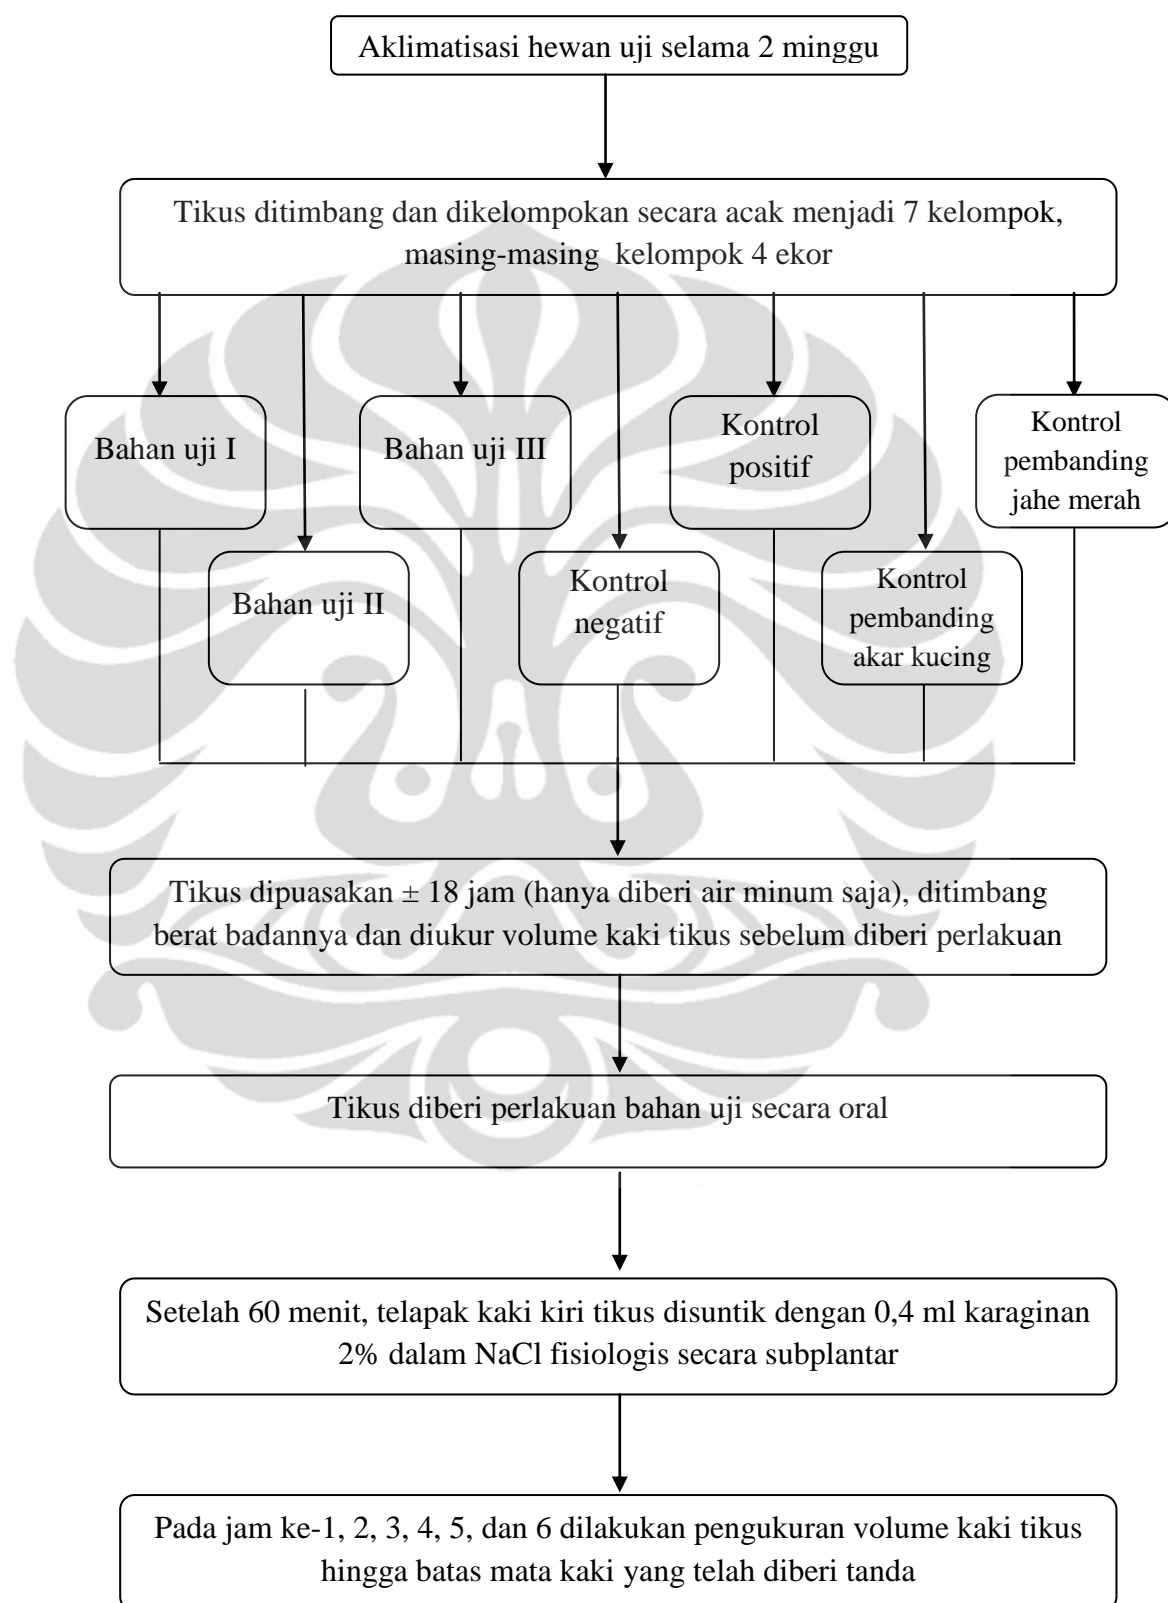 Aklimatisasi hewan uji selama 2 minggu
Tikus ditimbang dan dikelompokan secara acak menjadi 7 kelompok,
masing-masing kelompok 4 ekor
Bahan uji I
Bahan uji II
Bahan uji III
Kontrol
negatif
Kontrol
positif
Kontrol
pembanding
akar kucing
Kontrol
pembanding
jahe merah
Tikus dipuasakan ± 18 jam (hanya diberi air minum saja), ditimbang
berat badannya dan diukur volume kaki tikus sebelum diberi perlakuan
Tikus diberi perlakuan bahan uji secara oral
Setelah 60 menit, telapak kaki kiri tikus disuntik dengan 0,4 ml karaginan
2% dalam NaCl fisiologis secara subplantar
Pada jam ke-1, 2, 3, 4, 5, dan 6 dilakukan pengukuran volume kaki tikus
hingga batas mata kaki yang telah diberi tanda